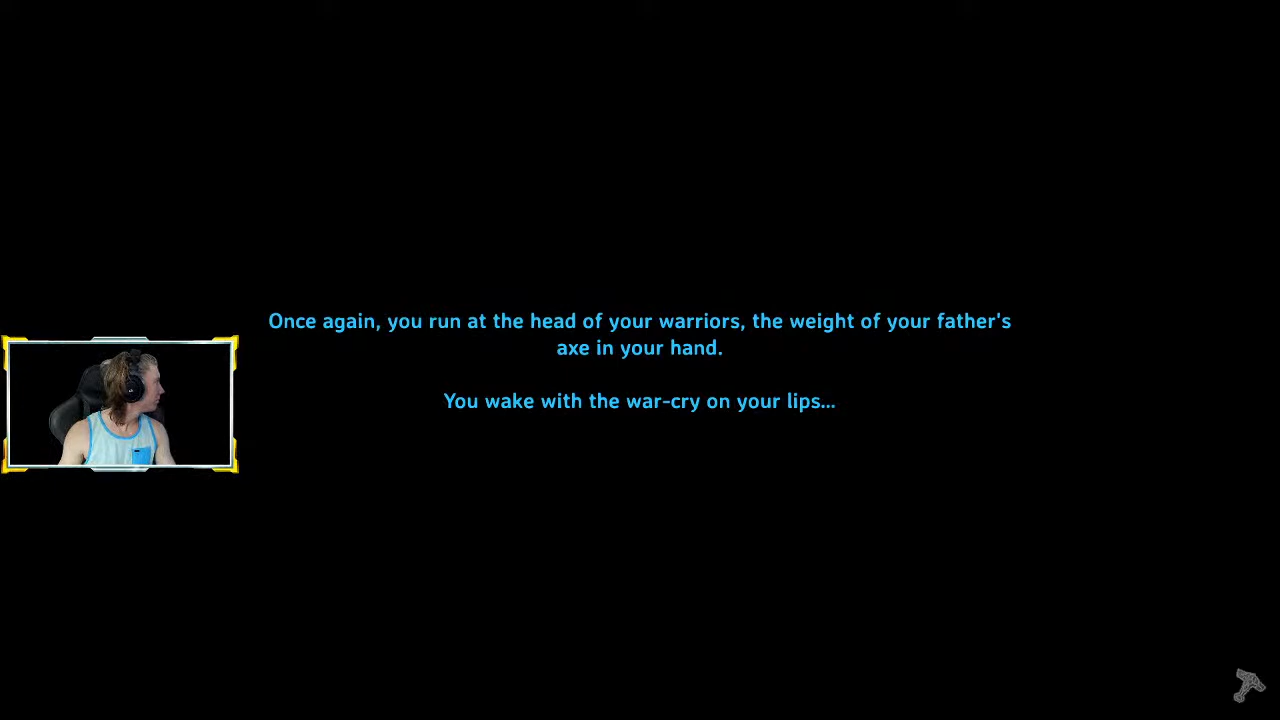 Once again, you run at the head of your warriors, the weight of your father's
axe in your hand.
You wake with the war-cry on your lips...